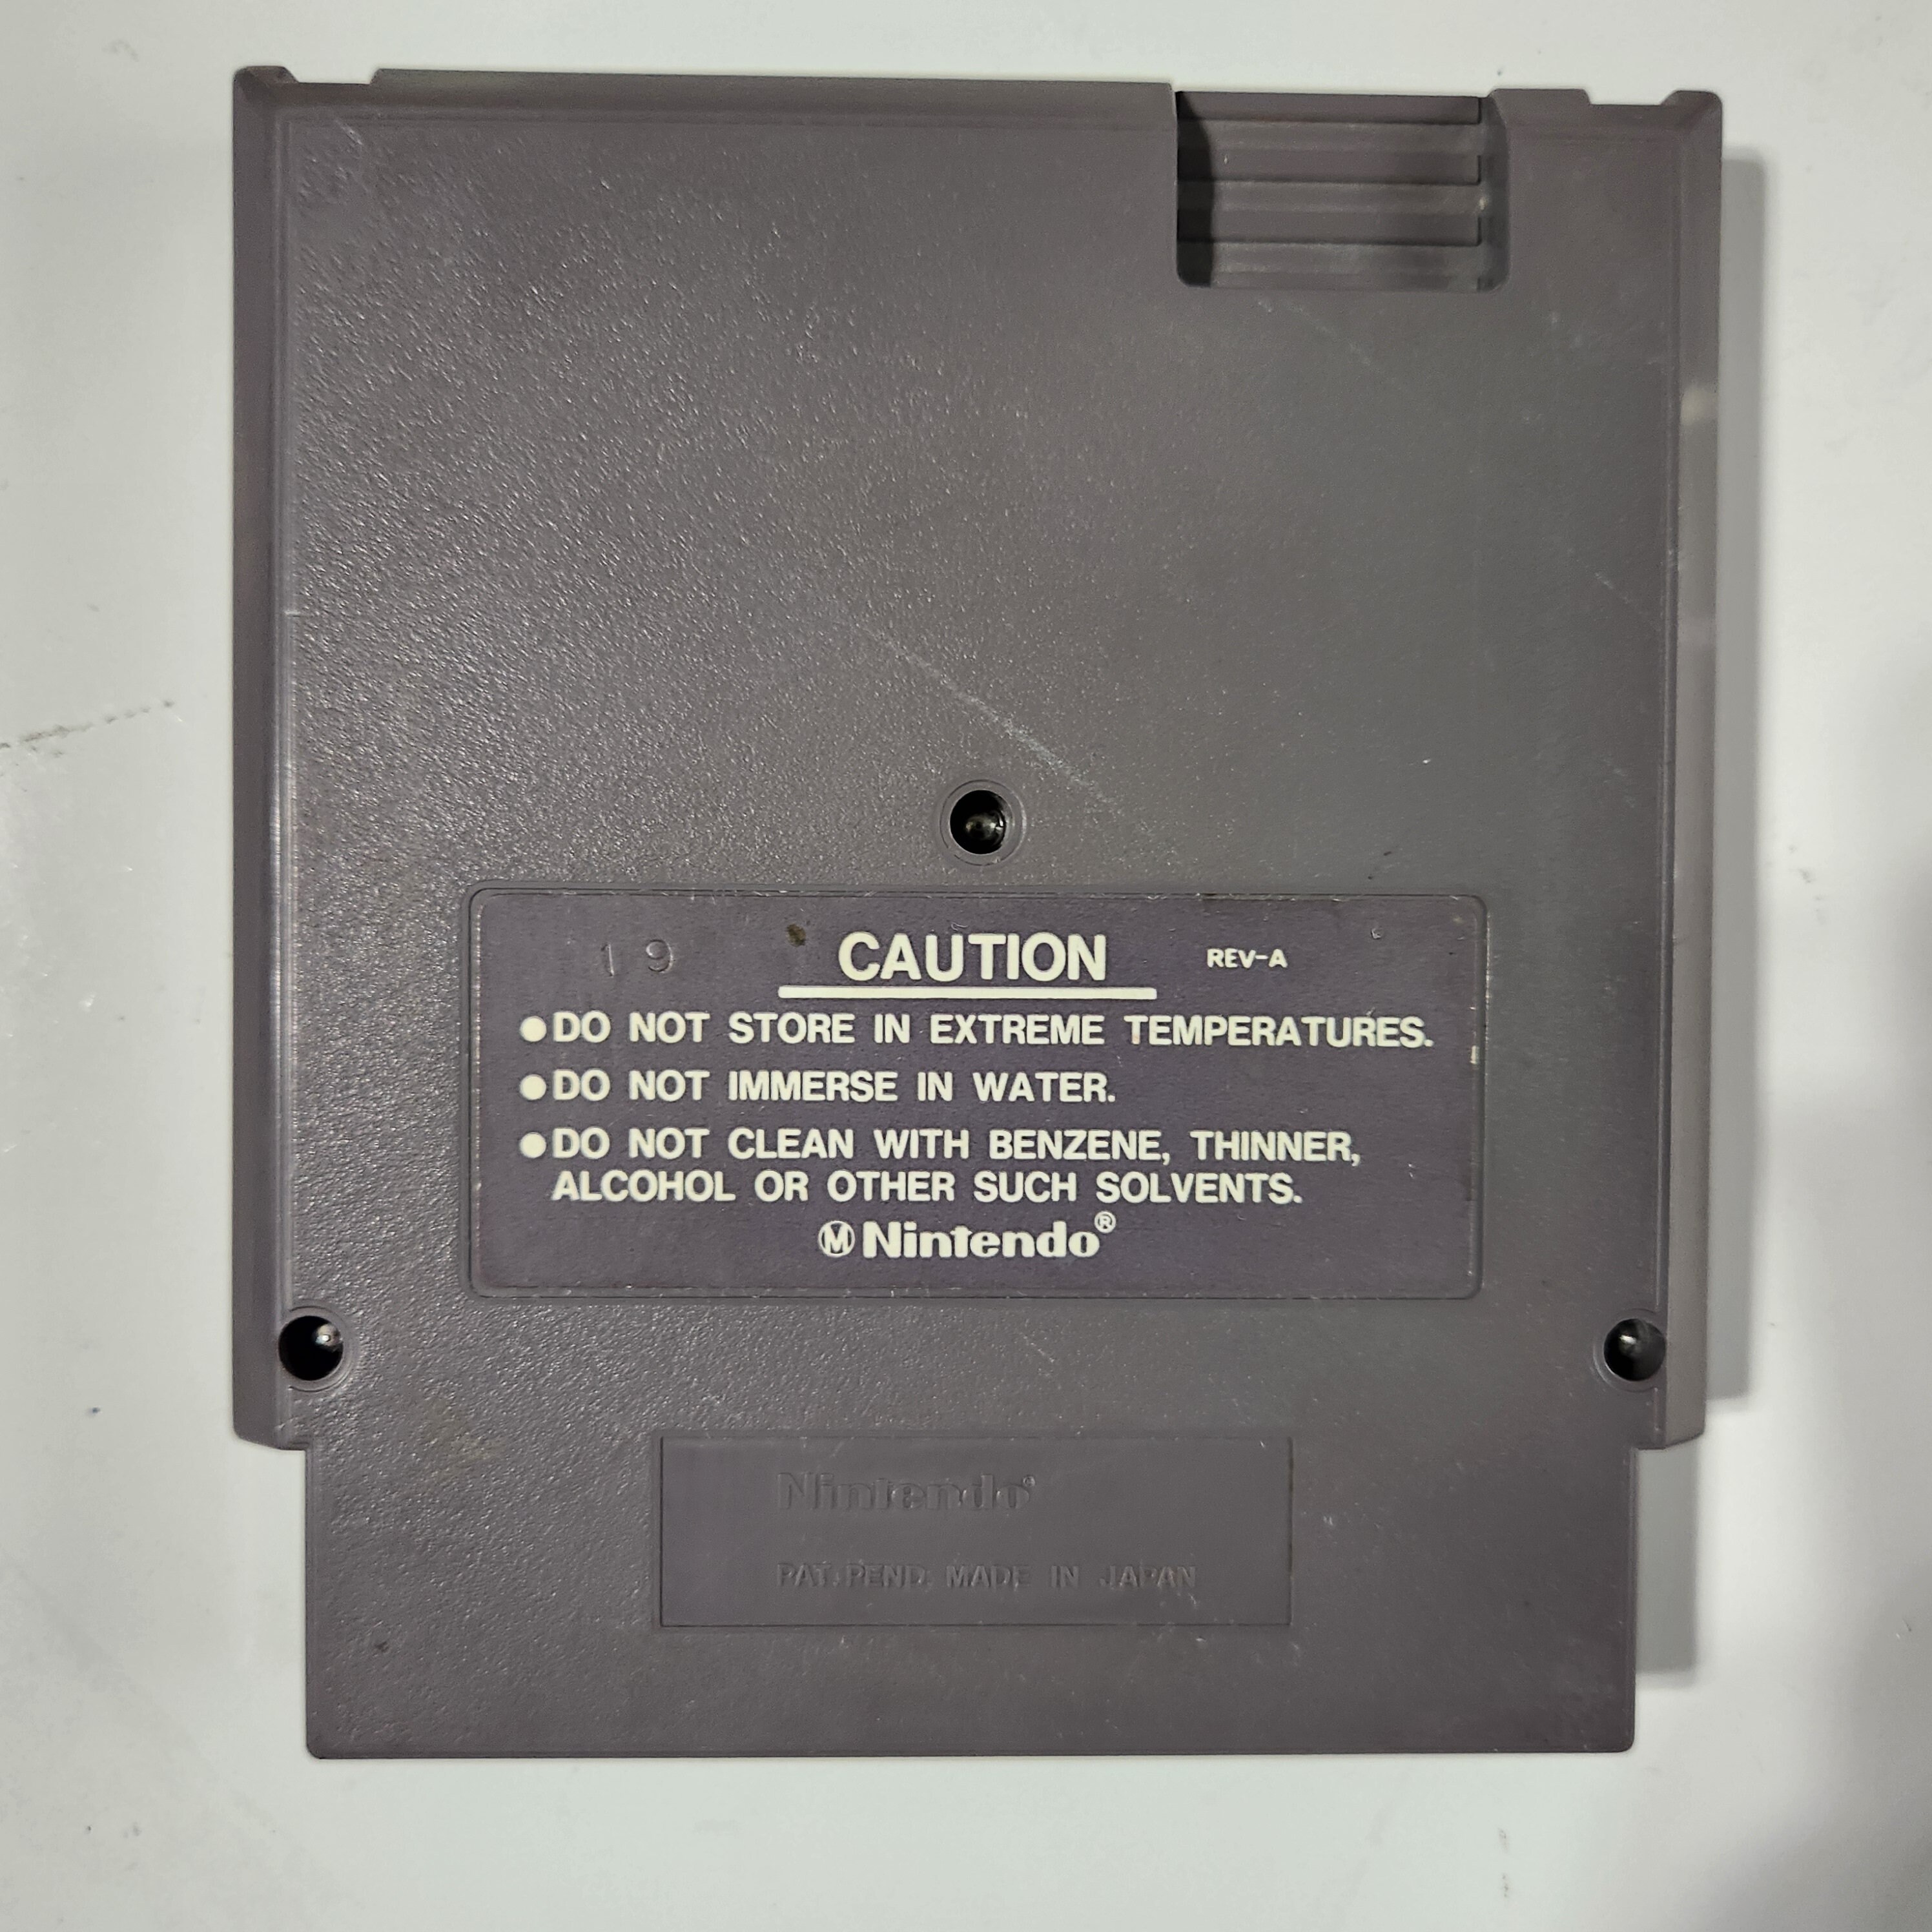 19 CAUTION REV-A
●DO NOT STORE IN EXTREME TEMPERATURES.
●DO NOT IMMERSE IN WATER.
●DO NOT CLEAN WITH BENZENE, THINNER,
ALCOHOL OR OTHER SUCH SOLVENTS.
Ⓜ Nintendo®
Nintendo®
PAT. PEND. MADE IN JAPAN